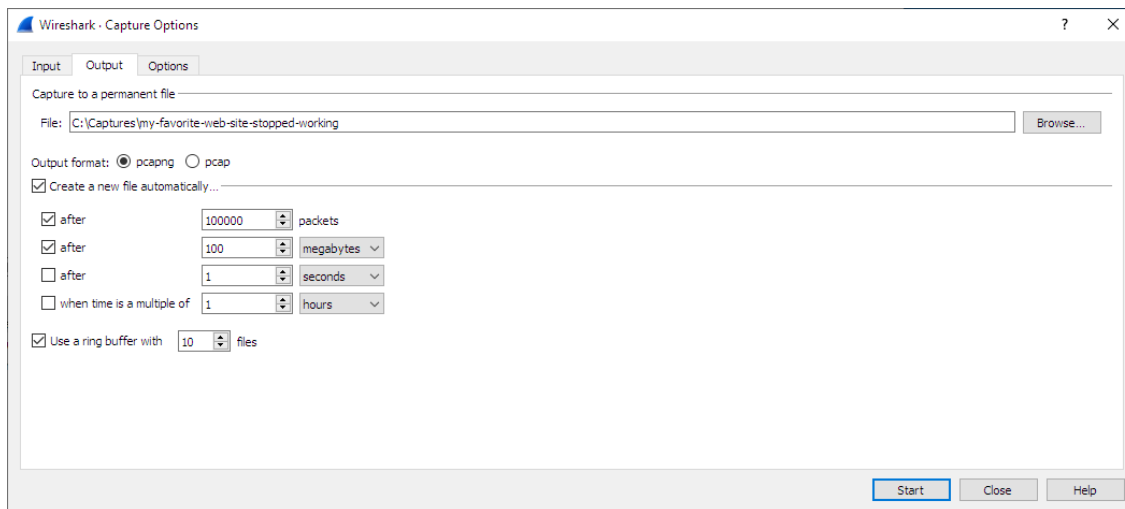 Wireshark · Capture Options ?
Input Output Options
Capture to a permanent file
File: C:\Captures\my-favorite-web-site-stopped-working Browse...
Output format: pcapng pcap
Create a new file automatically...
after 100000 packets
after 100 megabytes
after 1 seconds
when time is a multiple of 1 hours
Use a ring buffer with 10 files
Start Close Help